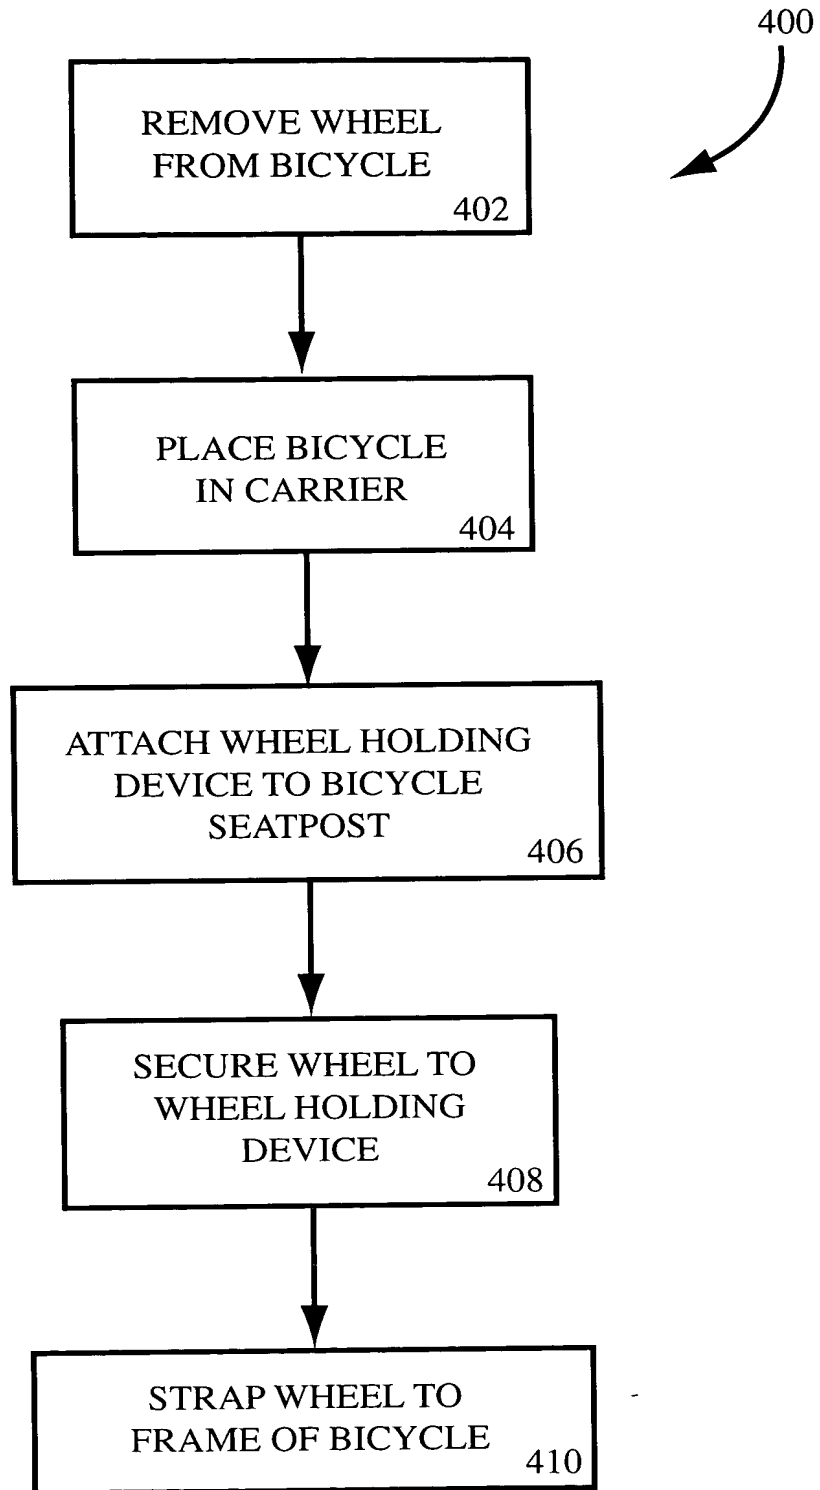 400
REMOVE WHEEL
FROM BICYCLE
402
PLACE BICYCLE
IN CARRIER
404
ATTACH WHEEL HOLDING
DEVICE TO BICYCLE
SEATPOST
406
SECURE WHEEL TO
WHEEL HOLDING
DEVICE
408
STRAP WHEEL TO
FRAME OF BICYCLE
410